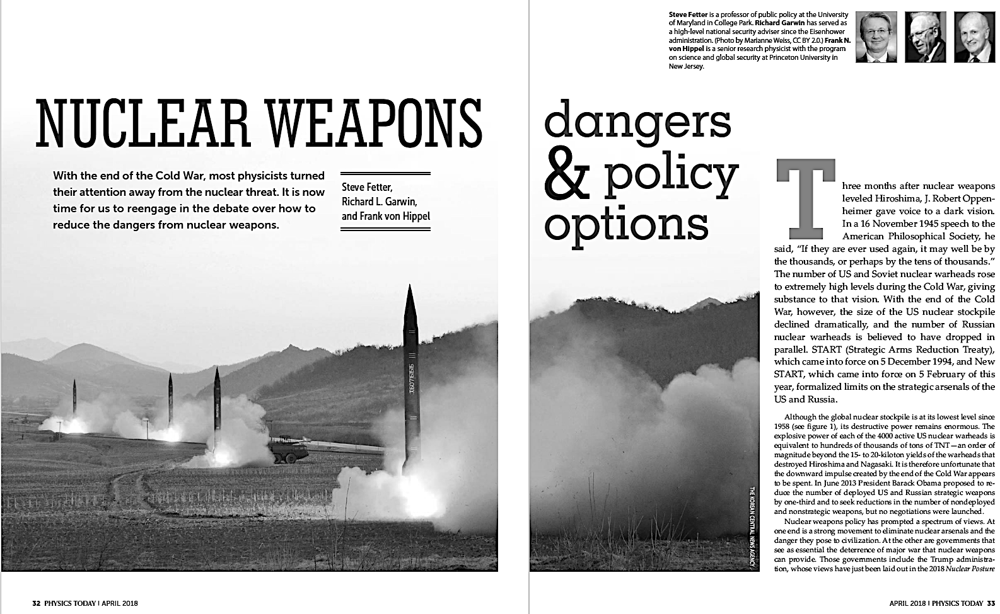 NUCLEAR WEAPONS
With the end of the Cold War, most physicists turned
their attention away from the nuclear threat. It is now
time for us to reengage in the debate over how to
reduce the dangers from nuclear weapons.
Steve Fetter,
Richard L. Garwin,
and Frank von Hippel
32 PHYSICS TODAY | APRIL 2018
Steve Fetter is a professor of public policy at the University
of Maryland in College Park. Richard Garwin has served as
a high-level national security adviser since the Eisenhower
administration. (Photo by Marianne Weiss, CC BY 2.0.) Frank N.
von Hippel is a senior research physicist with the program
on science and global security at Princeton University in
New Jersey.
dangers
& policy
options
THE KOREAN CENTRAL NEWS AGENCY
Three months after nuclear weapons
leveled Hiroshima, J. Robert Oppen-
heimer gave voice to a dark vision.
In a 16 November 1945 speech to the
American Philosophical Society, he
said, “If they are ever used again, it may well be by
the thousands, or perhaps by the tens of thousands.”
The number of US and Soviet nuclear warheads rose
to extremely high levels during the Cold War, giving
substance to that vision. With the end of the Cold
War, however, the size of the US nuclear stockpile
declined dramatically, and the number of Russian
nuclear warheads is believed to have dropped in
parallel. START (Strategic Arms Reduction Treaty),
which came into force on 5 December 1994, and New
START, which came into force on 5 February of this
year, formalized limits on the strategic arsenals of the
US and Russia.
Although the global nuclear stockpile is at its lowest level since
1958 (see figure 1), its destructive power remains enormous. The
explosive power of each of the 4000 active US nuclear warheads is
equivalent to hundreds of thousands of tons of TNT—an order of
magnitude beyond the 15- to 20-kiloton yields of the warheads that
destroyed Hiroshima and Nagasaki. It is therefore unfortunate that
the downward impulse created by the end of the Cold War appears
to be spent. In June 2013 President Barack Obama proposed to re-
duce the number of deployed US and Russian strategic weapons
by one-third and to seek reductions in the number of nondeployed
and nonstrategic weapons, but no negotiations were launched.
Nuclear weapons policy has prompted a spectrum of views. At
one end is a strong movement to eliminate nuclear arsenals and the
danger they pose to civilization. At the other are governments that
see as essential the deterrence of major war that nuclear weapons
can provide. Those governments include the Trump administra-
tion, whose views have just been laid out in the 2018 Nuclear Posture
APRIL 2018 | PHYSICS TODAY 33